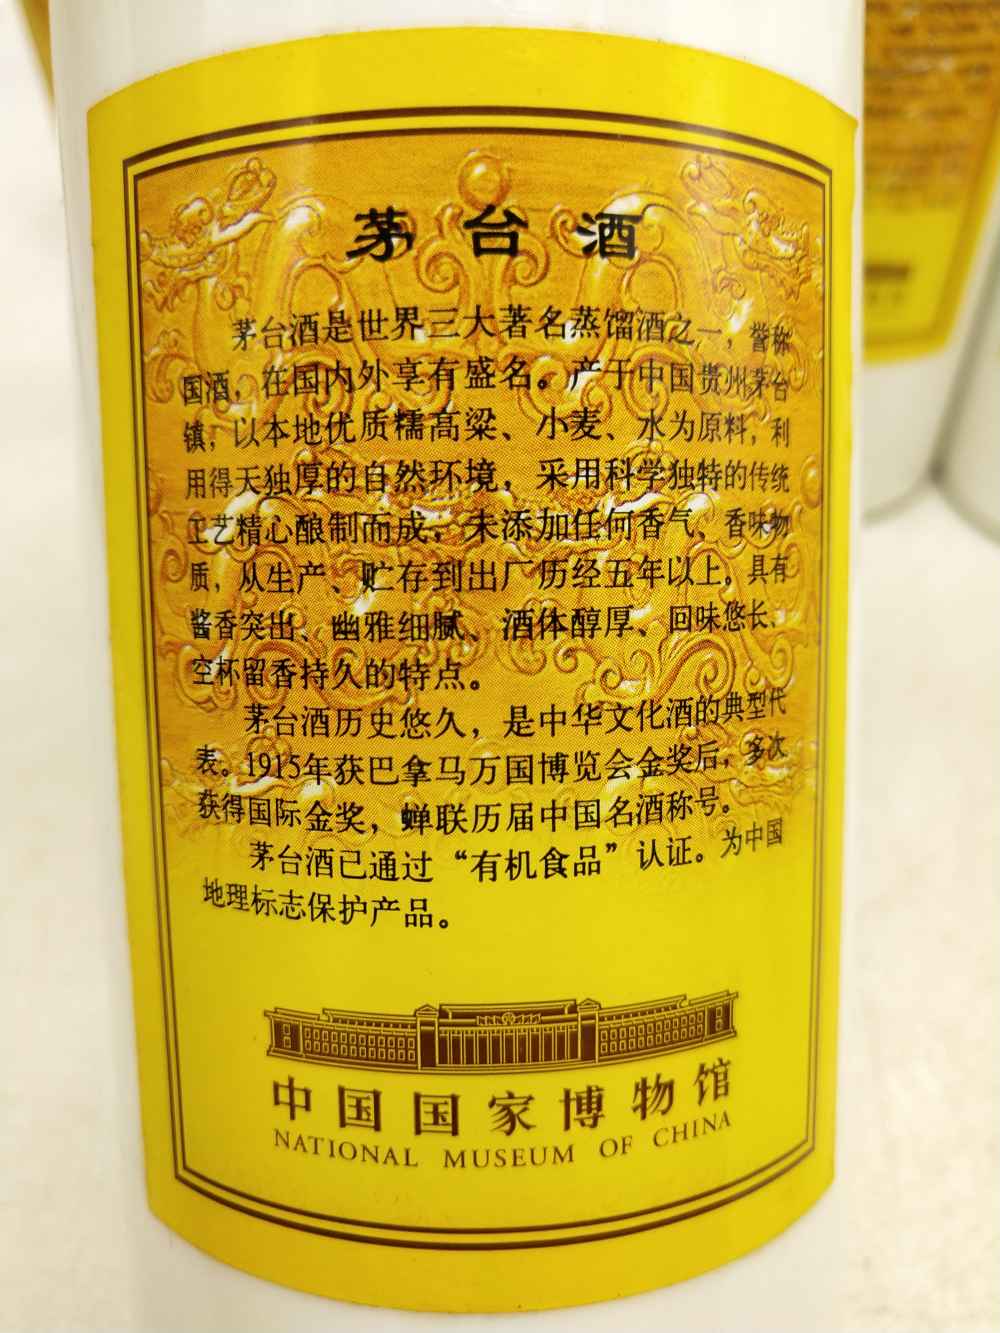 茅台酒
茅台酒是世界三大著名蒸馏酒之一，誉称
国酒，在国内外享有盛名。产于中国贵州茅台
镇，以本地优质糯高粱、小麦、水为原料，利
用得天独厚的自然环境，采用科学独特的传统
工艺精心酿制而成，未添加任何香气、香味物
质，从生产、贮存到出厂历经五年以上。具有
酱香突出、幽雅细腻、酒体醇厚、回味悠长、
空杯留香持久的特点。
茅台酒历史悠久，是中华文化酒的典型代
表。1915年获巴拿马万国博览会金奖后，多次
获得国际金奖，蝉联历届中国名酒称号。
茅台酒已通过“有机食品”认证。为中国
地理标志保护产品。
中国国家博物馆
NATIONAL MUSEUM OF CHINA